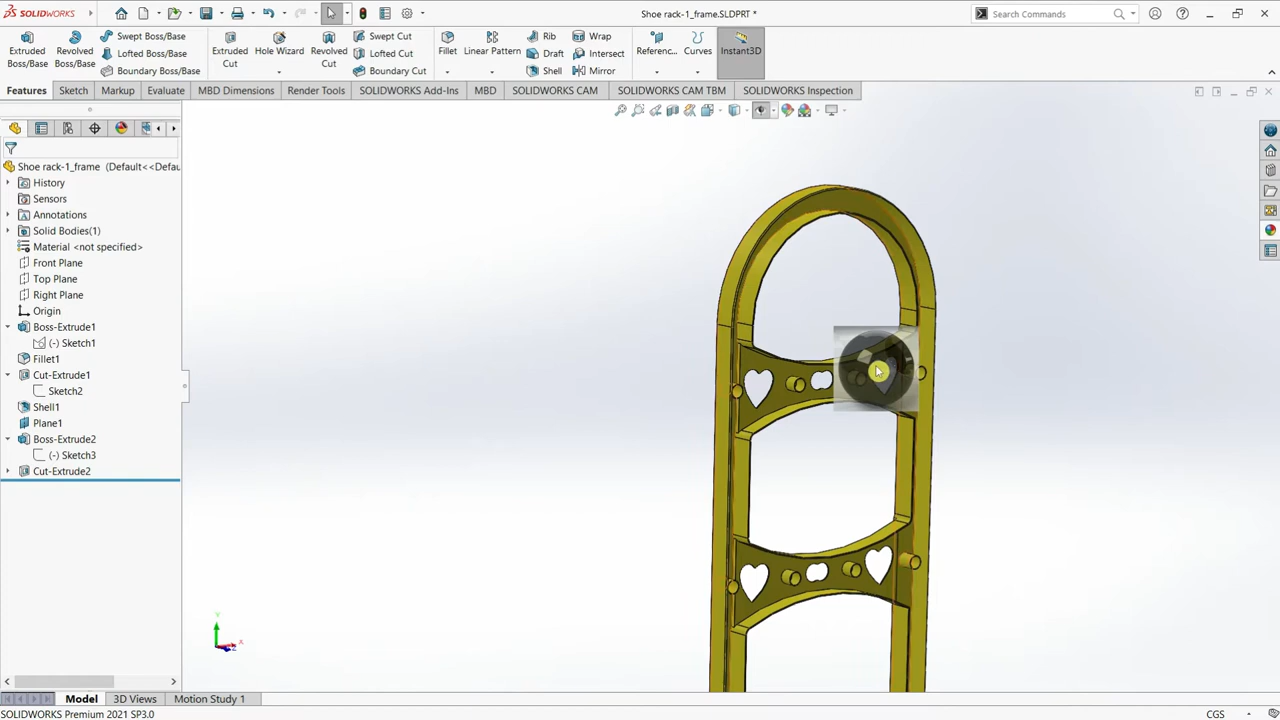 SOLIDWORKS
Shoe rack-1_frame.SLDPRT *
Search Commands
Extruded Boss/Base
Revolved Boss/Base
Swept Boss/Base
Lofted Boss/Base
Boundary Boss/Base
Extruded Cut
Hole Wizard
Revolved Cut
Swept Cut
Lofted Cut
Boundary Cut
Fillet
Linear Pattern
Rib
Draft
Shell
Wrap
Intersect
Mirror
Referenc...
Curves
Instant3D
Features
Sketch
Markup
Evaluate
MBD Dimensions
Render Tools
SOLIDWORKS Add-Ins
MBD
SOLIDWORKS CAM
SOLIDWORKS CAM TBM
SOLIDWORKS Inspection
Shoe rack-1_frame (Default<<Defau
History
Sensors
Annotations
Solid Bodies(1)
Material <not specified>
Front Plane
Top Plane
Right Plane
Origin
Boss-Extrude1
(-) Sketch1
Fillet1
Cut-Extrude1
Sketch2
Shell1
Plane1
Boss-Extrude2
(-) Sketch3
Cut-Extrude2
Y
X
Z
Model
3D Views
Motion Study 1
SOLIDWORKS Premium 2021 SP3.0
CGS